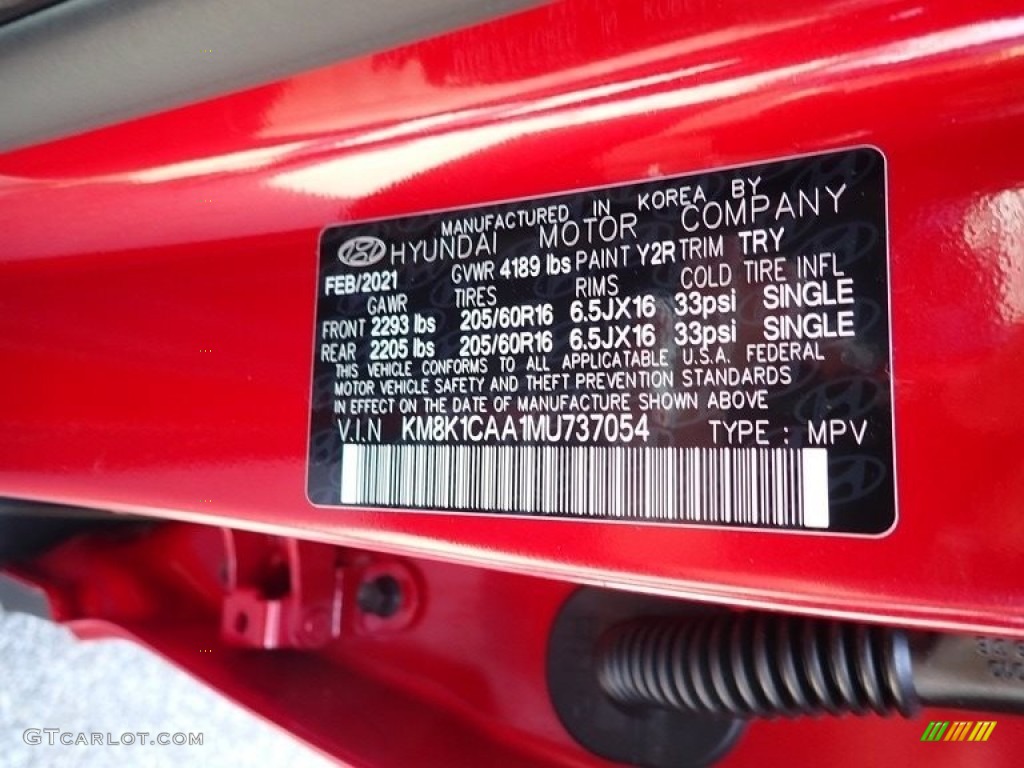 MANUFACTURED IN KOREA BY
HYUNDAI MOTOR COMPANY
FEB/2021 GVWR 4189 lbs PAINT Y2R TRIM TRY
GAWR TIRES RIMS COLD TIRE INFL
FRONT 2293 lbs 205/60R16 6.5JX16 33psi SINGLE
REAR 2205 lbs 205/60R16 6.5JX16 33psi SINGLE
THIS VEHICLE CONFORMS TO ALL APPLICATABLE U.S.A. FEDERAL
MOTOR VEHICLE SAFETY AND THEFT PREVENTION STANDARDS
IN EFFECT ON THE DATE OF MANUFACTURE SHOWN ABOVE
V.I.N KM8K1CAA1MU737054 TYPE : MPV
GTCARLOT.COM